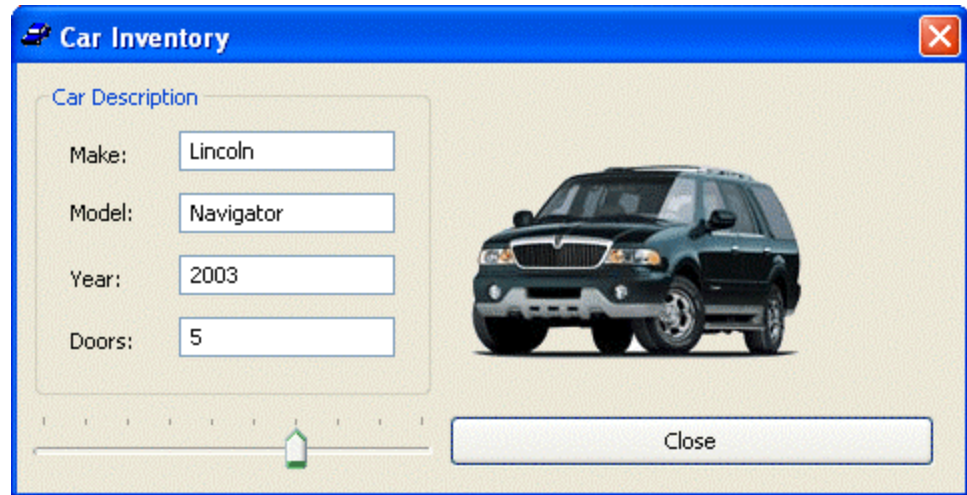 Car Inventory
Car Description
Make: Lincoln
Model: Navigator
Year: 2003
Doors: 5
Close